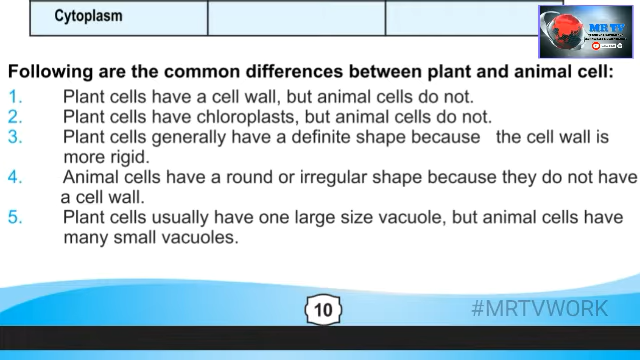 Cytoplasm
MR TV
Following are the common differences between plant and animal cell:
1. Plant cells have a cell wall, but animal cells do not.
2. Plant cells have chloroplasts, but animal cells do not.
3. Plant cells generally have a definite shape because the cell wall is
more rigid.
4. Animal cells have a round or irregular shape because they do not have
a cell wall.
5. Plant cells usually have one large size vacuole, but animal cells have
many small vacuoles.
10
#MRTVWORK